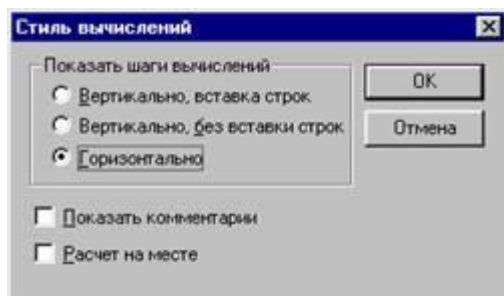 Стиль вычислений
Показать шаги вычислений
Вертикально, вставка строк
Вертикально, без вставки строк
Горизонтально
OK
Отмена
Показать комментарии
Расчет на месте